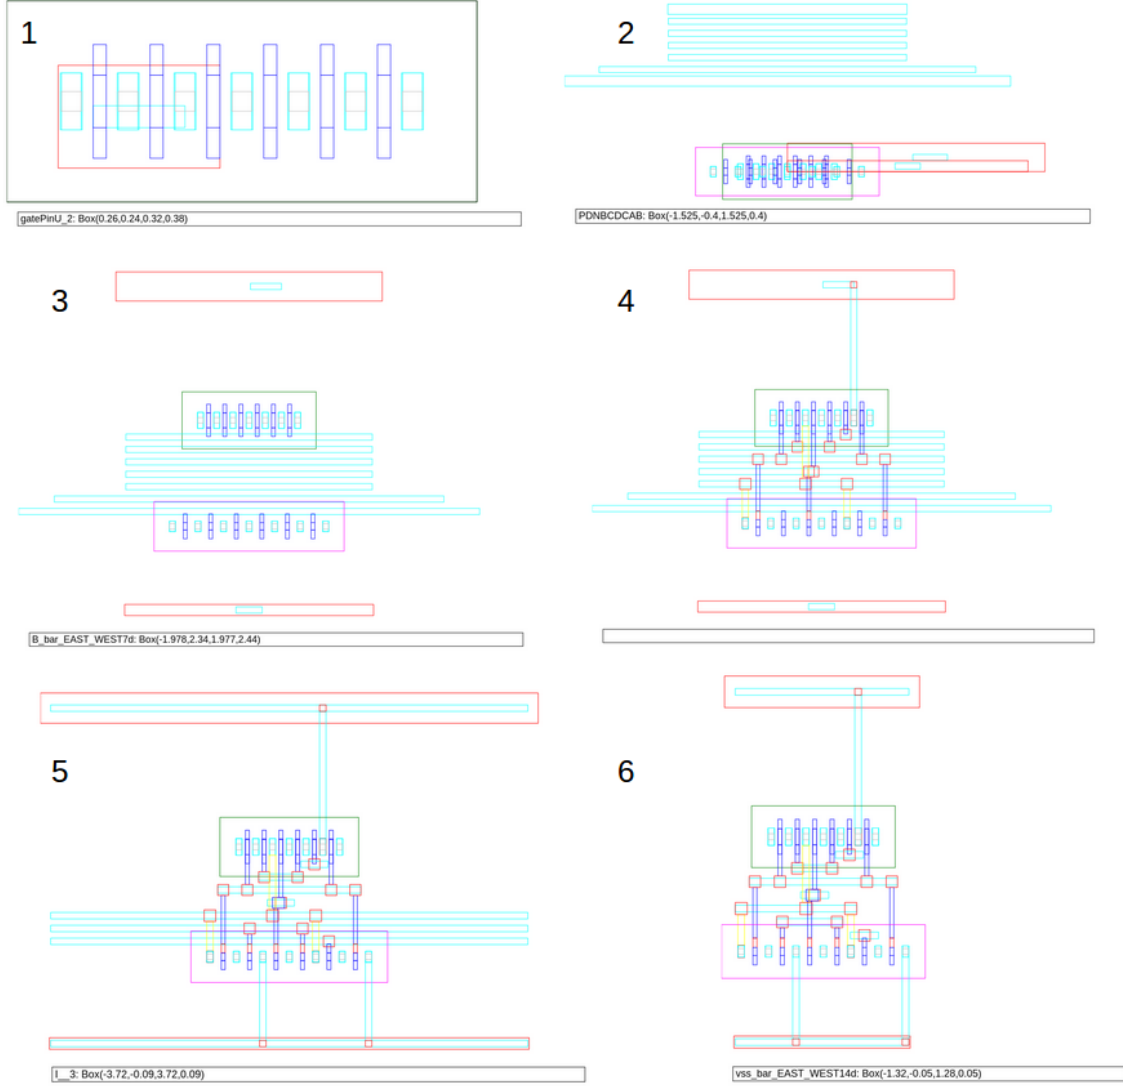 1
gatePinU_2: Box(0.26,0.24,0.32,0.38)
2
PDNBCDCAB: Box(-1.525,-0.4,1.525,0.4)
3
B_bar_EAST_WEST7d: Box(-1.978,2.34,1.977,2.44)
4
5
I__3: Box(-3.72,-0.09,3.72,0.09)
6
vss_bar_EAST_WEST14d: Box(-1.32,-0.05,1.28,0.05)